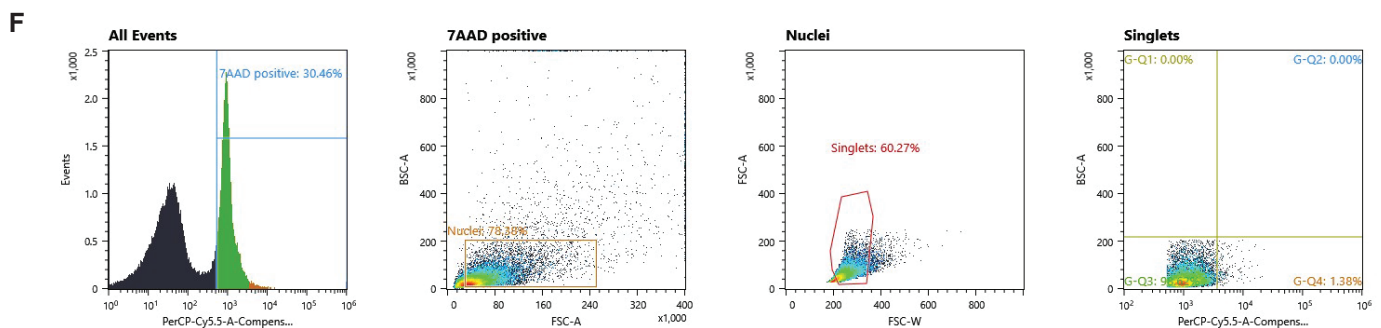 F
All Events
7AAD positive
Nuclei
Singlets
x1,000
2.5
2.0
1.5
1.0
0.5
0
Events
7AAD positive: 30.46%
10⁰ 10¹ 10² 10³ 10⁴ 10⁵ 10⁶
PerCP-Cy5.5-A-Compens...
x1,000
800
600
400
200
0
BSC-A
Nuclei: 78.38%
0 80 160 240 320 400
FSC-A
x1,000
x1,000
800
600
400
200
0
FSC-A
Singlets: 60.27%
0 200 400 600 800
FSC-W
x1,000
800
600
400
200
0
BSC-A
G-Q1: 0.00%
G-Q2: 0.00%
G-Q3: 9
G-Q4: 1.38%
10² 10³ 10⁴ 10⁵ 10⁶
PerCP-Cy5.5-A-Compens...